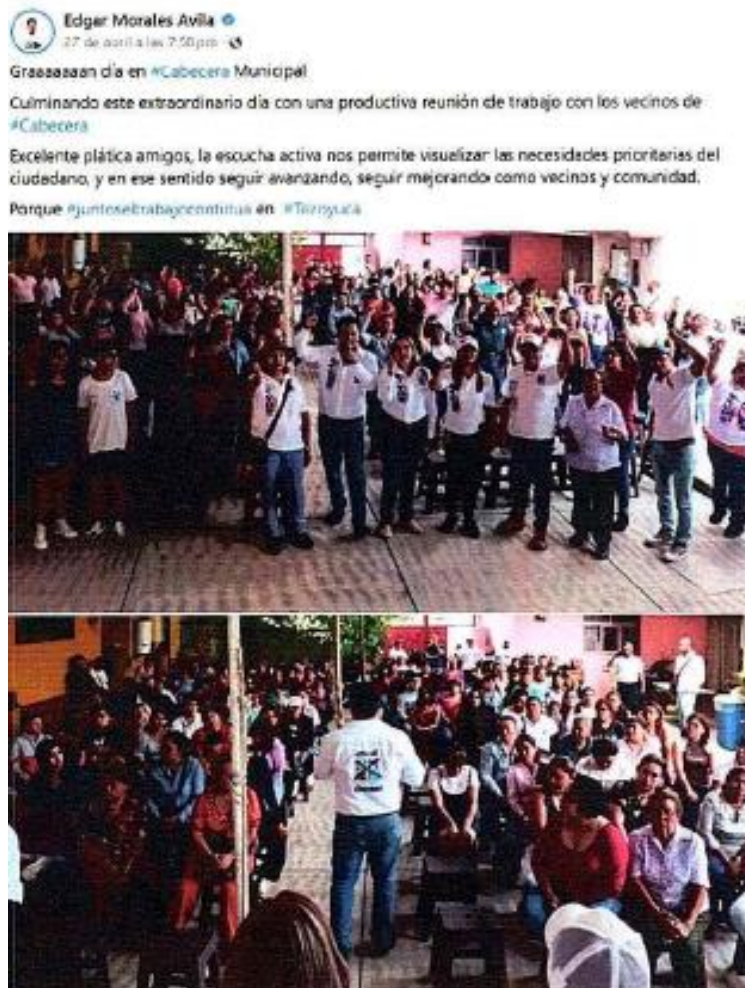 Edgar Morales Avila
27 de abril a las 7:50 pm
Graaaaaaan día en #Cabecera Municipal
Culminando este extraordinario día con una productiva reunión de trabajo con los vecinos de
#Cabecera
Excelente plática amigos, la escucha activa nos permite visualizar las necesidades prioritarias del
ciudadano, y en ese sentido seguir avanzando, seguir mejorando como vecinos y comunidad.
Porque #juntoseltrabajocontinua en #Tezoyuca